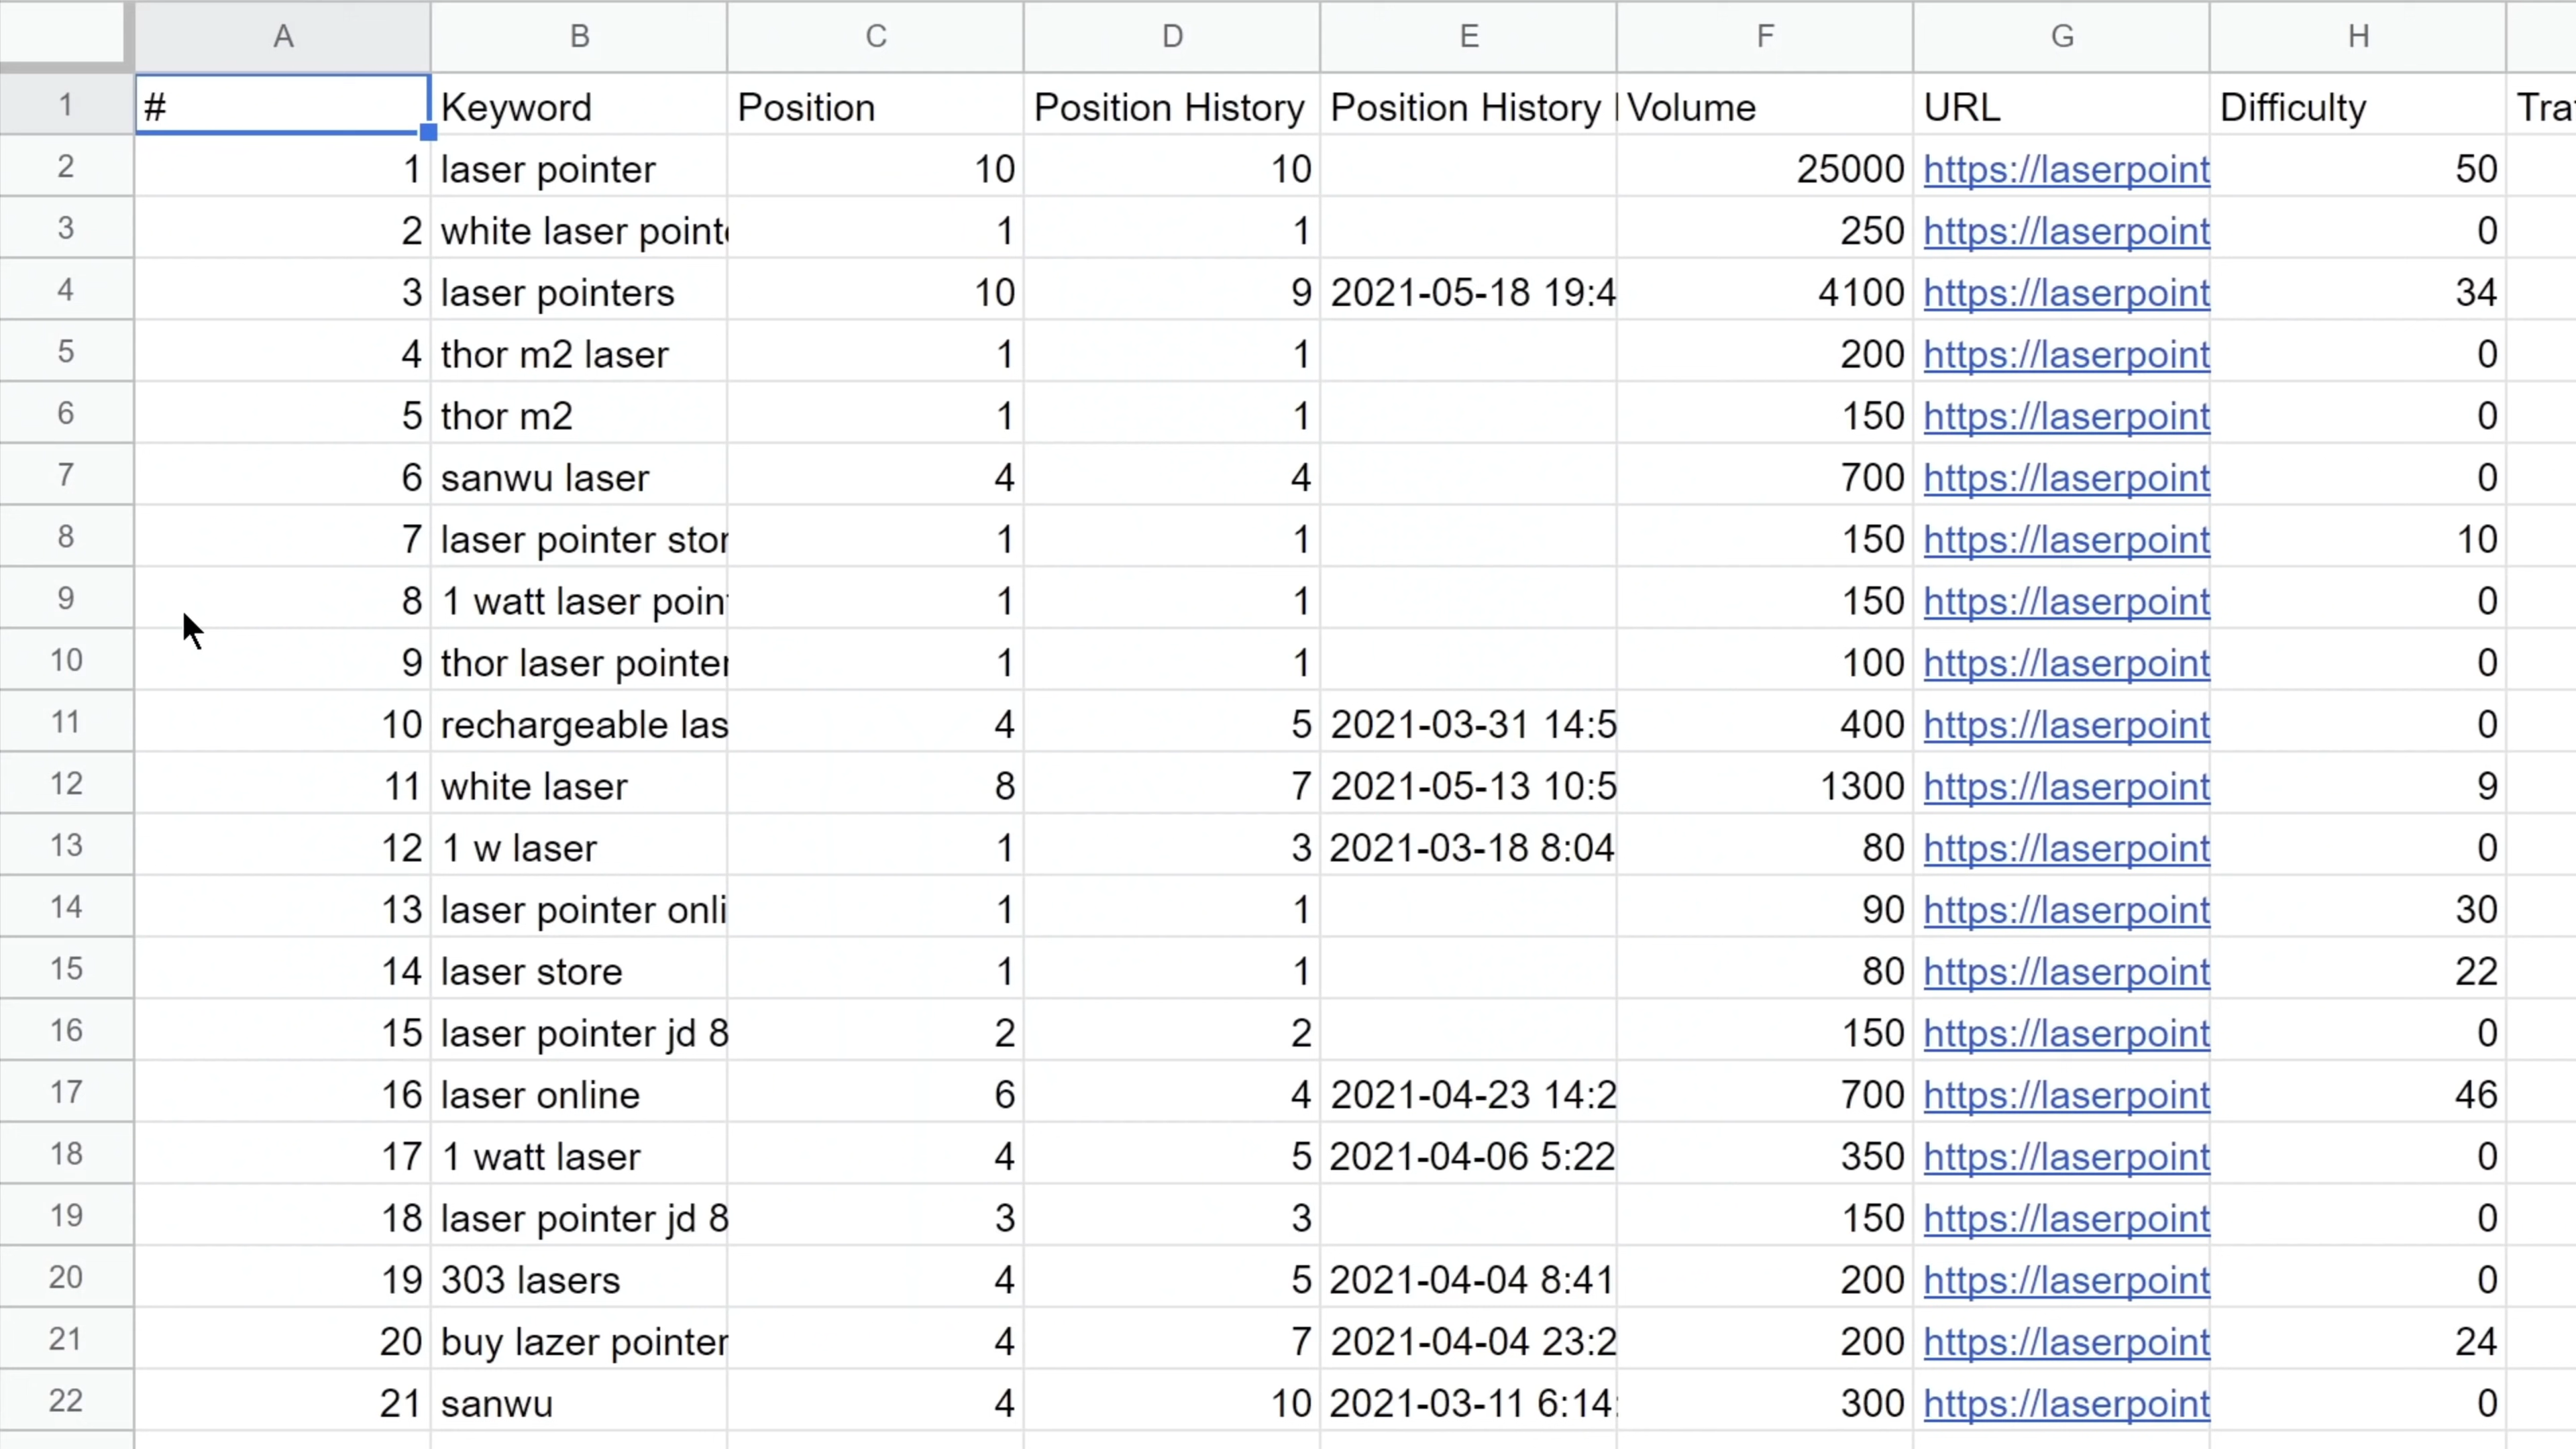 A B C D E F G H
1 # Keyword Position Position History Position History Volume URL Difficulty Tra
2 1 laser pointer 10 10 25000 https://laserpoint 50
3 2 white laser pointe 1 1 250 https://laserpoint 0
4 3 laser pointers 10 9 2021-05-18 19:4 4100 https://laserpoint 34
5 4 thor m2 laser 1 1 200 https://laserpoint 0
6 5 thor m2 1 1 150 https://laserpoint 0
7 6 sanwu laser 4 4 700 https://laserpoint 0
8 7 laser pointer stor 1 1 150 https://laserpoint 10
9 8 1 watt laser point 1 1 150 https://laserpoint 0
10 9 thor laser pointer 1 1 100 https://laserpoint 0
11 10 rechargeable las 4 5 2021-03-31 14:5 400 https://laserpoint 0
12 11 white laser 8 7 2021-05-13 10:5 1300 https://laserpoint 9
13 12 1 w laser 1 3 2021-03-18 8:04 80 https://laserpoint 0
14 13 laser pointer onli 1 1 90 https://laserpoint 30
15 14 laser store 1 1 80 https://laserpoint 22
16 15 laser pointer jd 8 2 2 150 https://laserpoint 0
17 16 laser online 6 4 2021-04-23 14:2 700 https://laserpoint 46
18 17 1 watt laser 4 5 2021-04-06 5:22 350 https://laserpoint 0
19 18 laser pointer jd 8 3 3 150 https://laserpoint 0
20 19 303 lasers 4 5 2021-04-04 8:41 200 https://laserpoint 0
21 20 buy lazer pointer 4 7 2021-04-04 23:2 200 https://laserpoint 24
22 21 sanwu 4 10 2021-03-11 6:14: 300 https://laserpoint 0